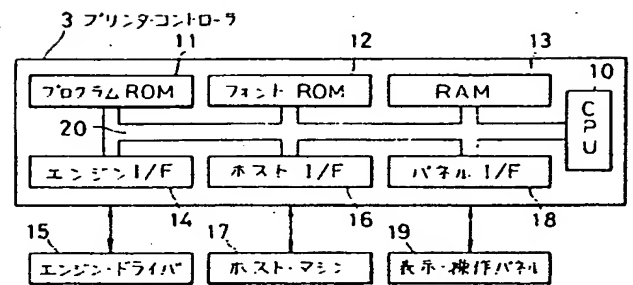 3 プリンタ・コントローラ
11
12
13
10
プログラム ROM
フォント ROM
RAM
CPU
20
エンジン I/F
ホスト I/F
パネル I/F
14
16
18
15
17
19
エンジン・ドライバ
ホスト・マシン
表示・操作パネル